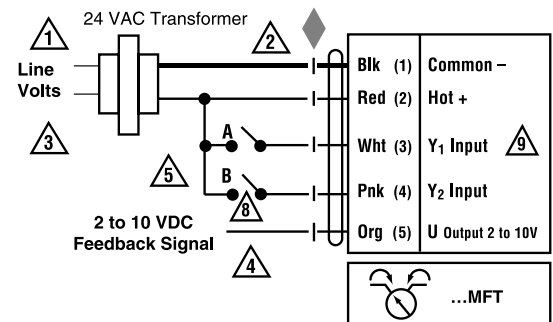 24 VAC Transformer
1
2
Line
Volts
3
Blk (1) Common –
Red (2) Hot +
A
Wht (3) Y1 Input
9
5
B
Pnk (4) Y2 Input
8
2 to 10 VDC
Feedback Signal
Org (5) U Output 2 to 10V
4
...MFT